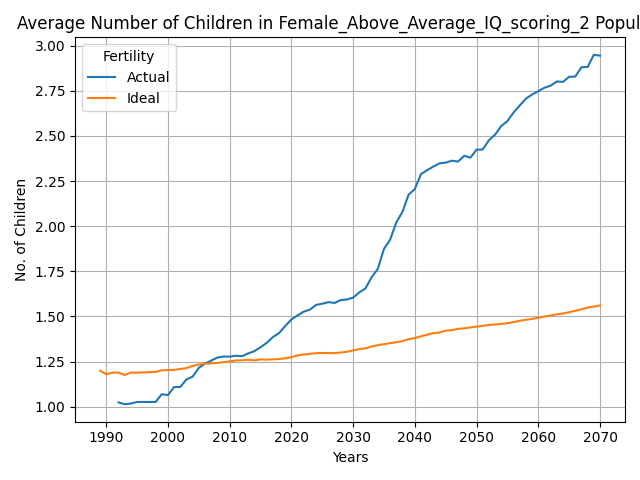 Average Number of Children in Female_Above_Average_IQ_scoring_2 Popul
Fertility
Actual
Ideal
3.00
2.75
2.50
2.25
2.00
1.75
1.50
1.25
1.00
No. of Children
1990 2000 2010 2020 2030 2040 2050 2060 2070
Years